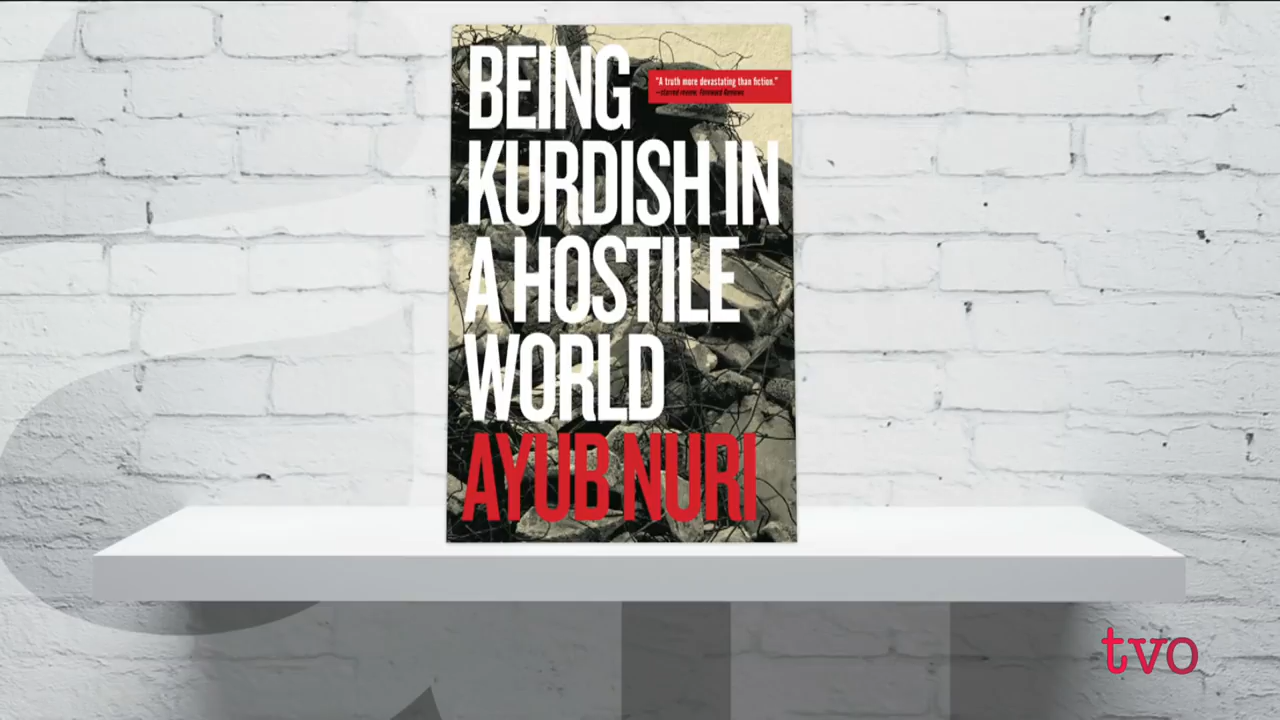 BEING
KURDISH IN
A HOSTILE
WORLD
AYUB NURI
"A truth more devastating than fiction."
—starred review, Foreword Reviews
tvo